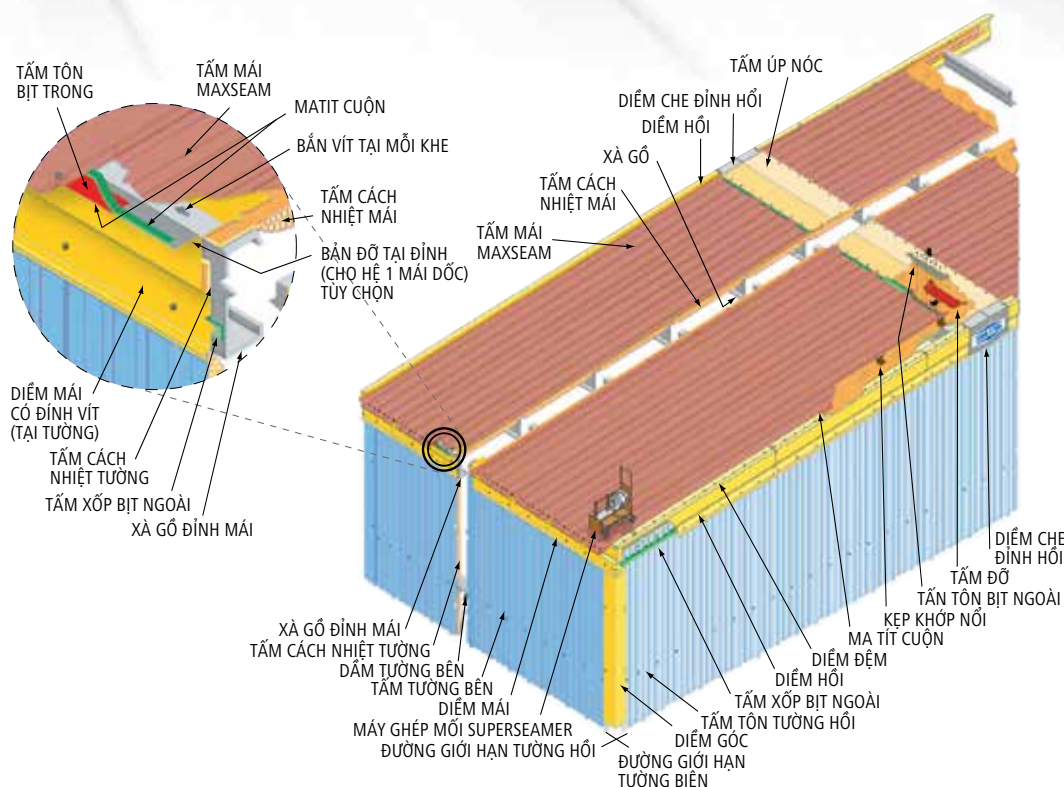 TẤM TÔN
BỊT TRONG
TẤM MÁI
MAXSEAM
MATIT CUỘN
BẮN VÍT TẠI MỖI KHE
TẤM CÁCH
NHIỆT MÁI
BẢN ĐỠ TẠI ĐỈNH
(CHO HỆ 1 MÁI DỐC)
TÙY CHỌN
DIỀM MÁI
CÓ ĐÍNH VÍT
(TẠI TƯỜNG)
TẤM CÁCH
NHIỆT TƯỜNG
TẤM XỐP BỊT NGOÀI
XÀ GỒ ĐỈNH MÁI
TẤM ÚP NÓC
DIỀM CHE ĐỈNH HỒI
DIỀM HỒI
XÀ GỒ
TẤM CÁCH
NHIỆT MÁI
TẤM MÁI
MAXSEAM
XÀ GỒ ĐỈNH MÁI
TẤM CÁCH NHIỆT TƯỜNG
DẦM TƯỜNG BÊN
TẤM TƯỜNG BÊN
DIỀM MÁI
MÁY GHÉP MỐI SUPERSEAMER
ĐƯỜNG GIỚI HẠN TƯỜNG HỒI
DIỀM CHE
ĐỈNH HỒI
TẤM ĐỠ
TẤN TÔN BỊT NGOÀI
KẸP KHỚP NỐI
MA TÍT CUỘN
DIỀM ĐỆM
DIỀM HỒI
TẤM XỐP BỊT NGOÀI
TẤM TÔN TƯỜNG HỒI
DIỀM GÓC
ĐƯỜNG GIỚI HẠN
TƯỜNG BIÊN